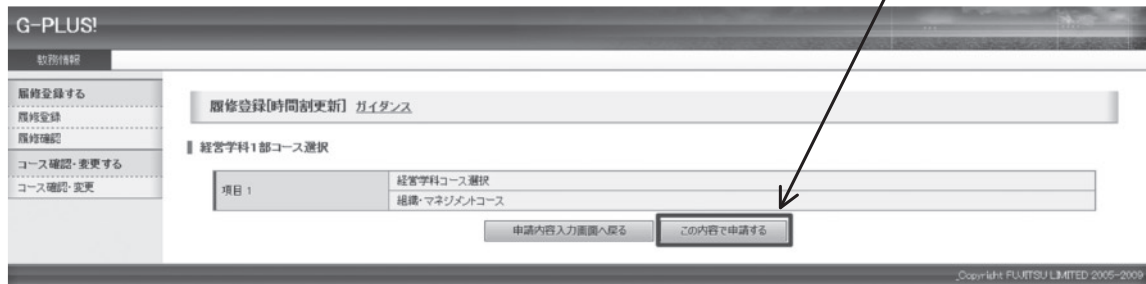 G-PLUS!
教務情報
履修登録する
履修登録
履修確認
コース確認・変更する
コース確認・変更
履修登録[時間割更新] ガイダンス
経営学科1部コース選択
項目 1
経営学科コース選択
組織・マネジメントコース
申請内容入力画面へ戻る この内容で申請する
Copyright FUJITSU LIMITED 2005-2009